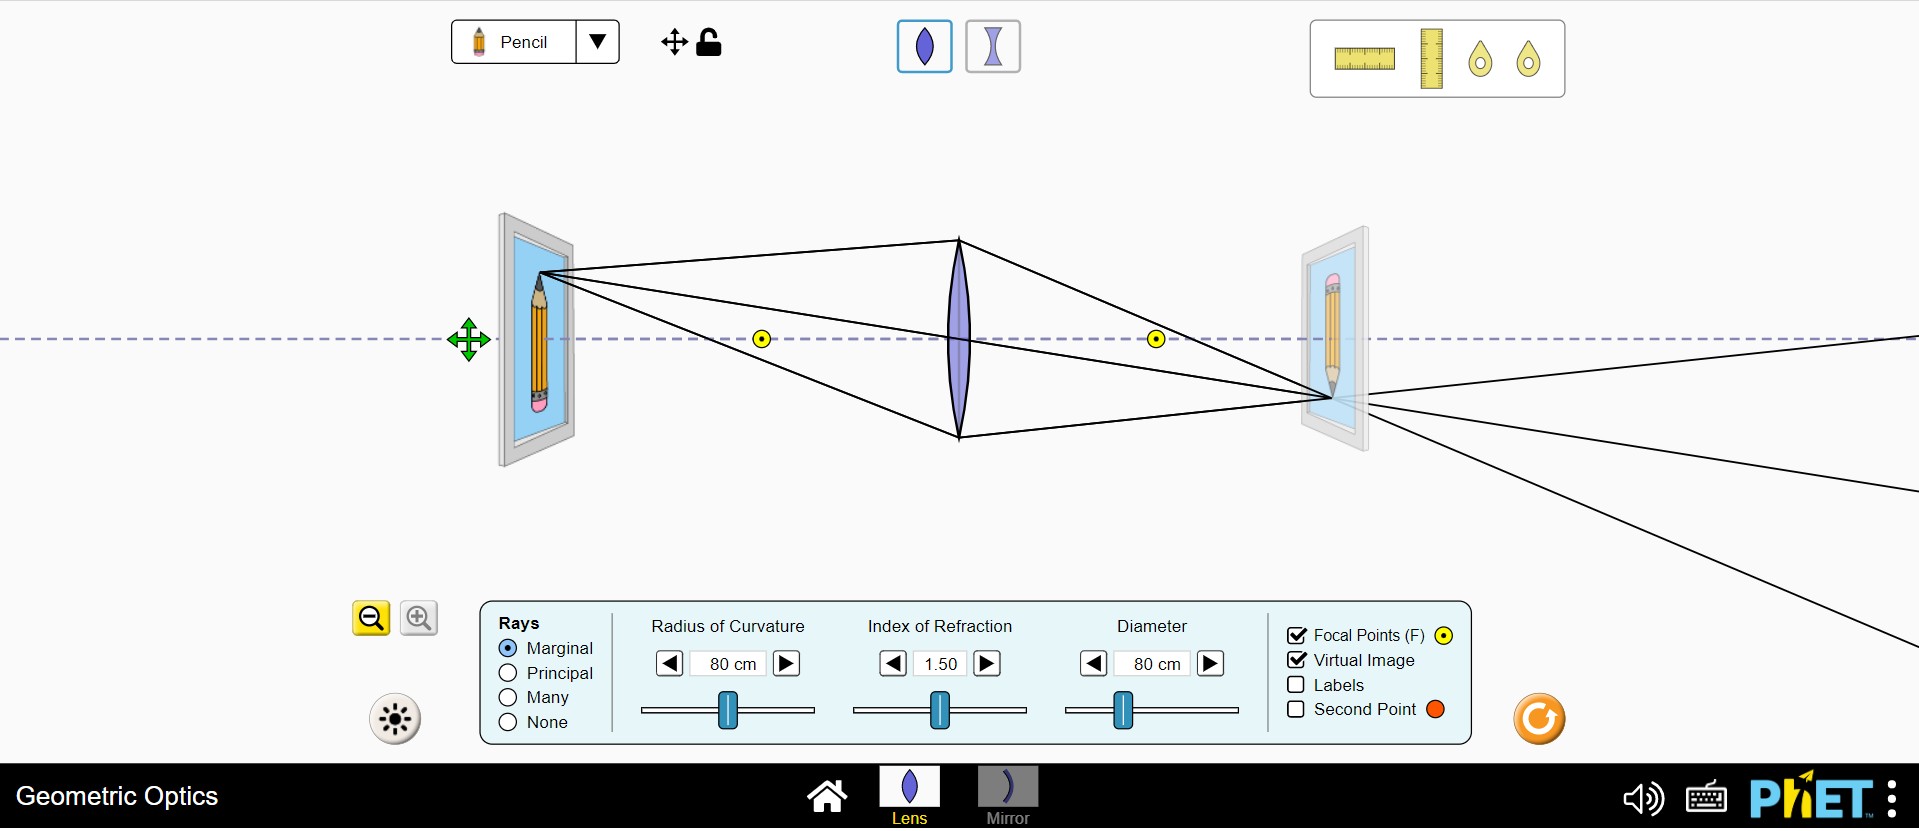 Pencil
Rays
Marginal
Principal
Many
None
Radius of Curvature
80 cm
Index of Refraction
1.50
Diameter
80 cm
Focal Points (F)
Virtual Image
Labels
Second Point
Geometric Optics
Lens
Mirror
PhET